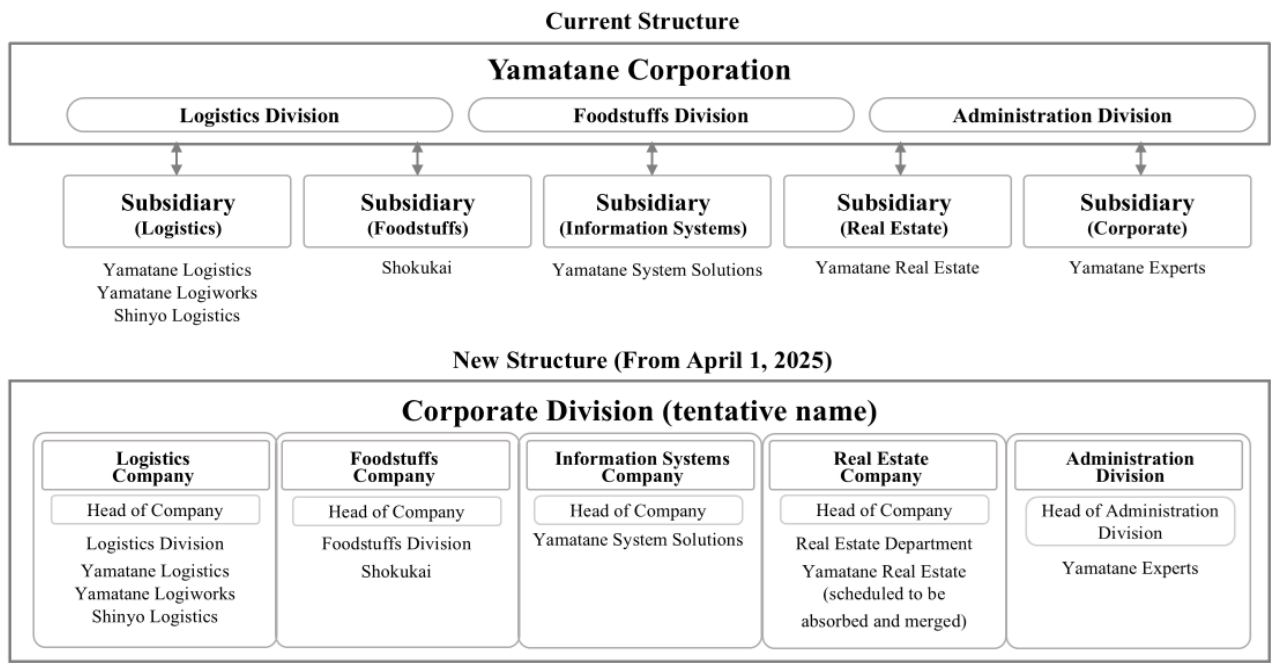 Current Structure
Yamatane Corporation
Logistics Division
Foodstuffs Division
Administration Division
Subsidiary
(Logistics)
Subsidiary
(Foodstuffs)
Subsidiary
(Information Systems)
Subsidiary
(Real Estate)
Subsidiary
(Corporate)
Yamatane Logistics
Yamatane Logiworks
Shinyo Logistics
Shokukai
Yamatane System Solutions
Yamatane Real Estate
Yamatane Experts
New Structure (From April 1, 2025)
Corporate Division (tentative name)
Logistics
Company
Head of Company
Logistics Division
Yamatane Logistics
Yamatane Logiworks
Shinyo Logistics
Foodstuffs
Company
Head of Company
Foodstuffs Division
Shokukai
Information Systems
Company
Head of Company
Yamatane System Solutions
Real Estate
Company
Head of Company
Real Estate Department
Yamatane Real Estate
(scheduled to be
absorbed and merged)
Administration
Division
Head of Administration
Division
Yamatane Experts